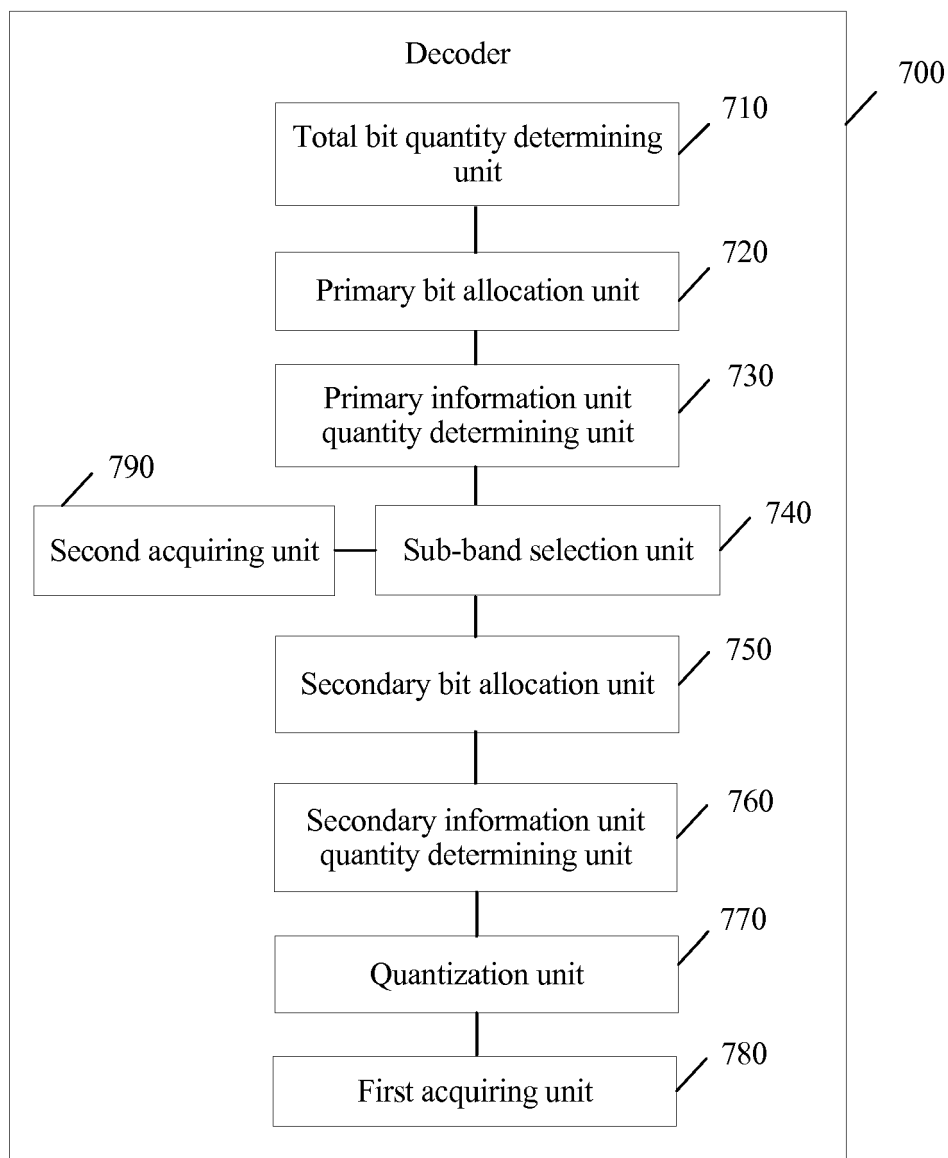 Decoder
700
710
Total bit quantity determining
unit
720
Primary bit allocation unit
730
Primary information unit
quantity determining unit
790
740
Second acquiring unit
Sub-band selection unit
750
Secondary bit allocation unit
760
Secondary information unit
quantity determining unit
770
Quantization unit
780
First acquiring unit